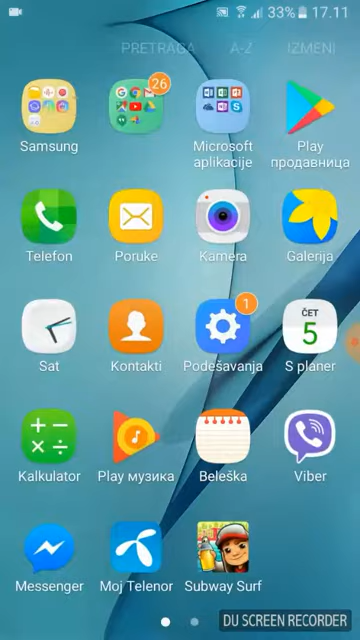 33% 17.11
PRETRAGA A-Z IZMENI
26
Samsung
Microsoft
aplikacije
Play
продавница
Telefon
Poruke
Kamera
Galerija
1
ČET
5
Sat
Kontakti
Podešavanja
S planer
Kalkulator
Play музика
Beleška
Viber
Messenger
Moj Telenor
Subway Surf
DU SCREEN RECORDER